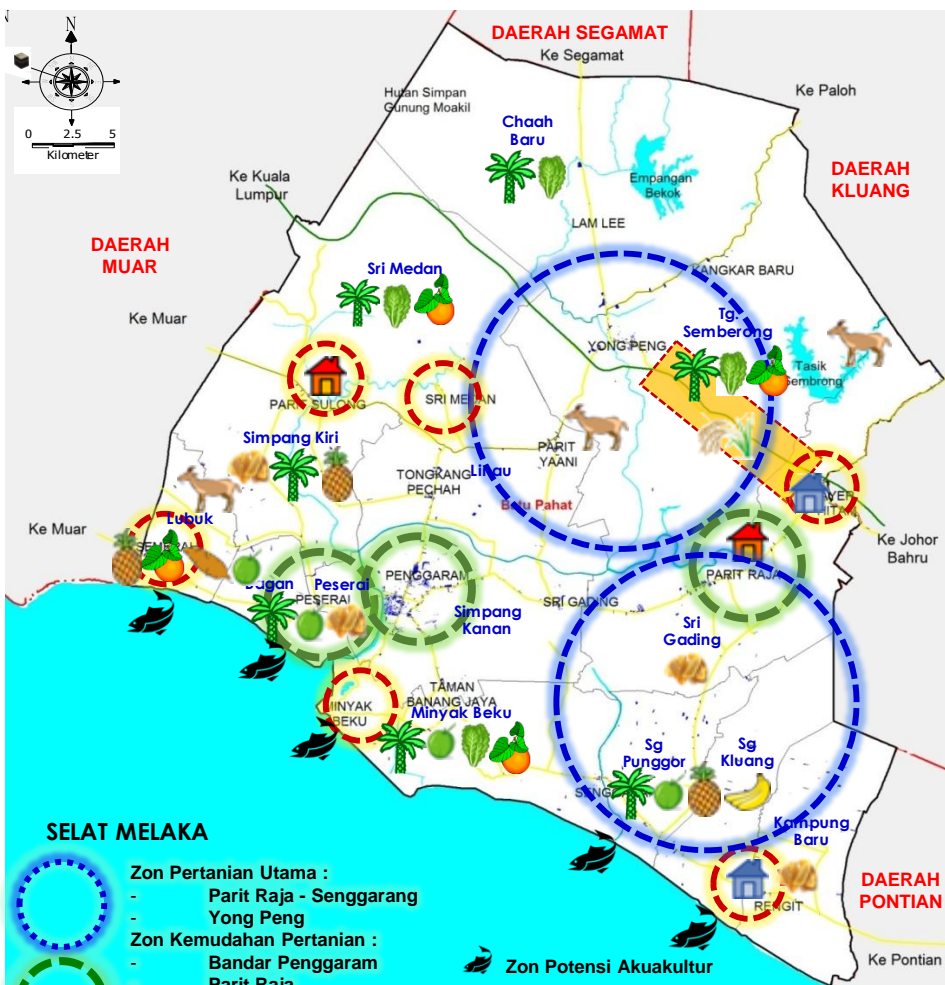 N
DAERAH SEGAMAT
Ke Segamat
Hutan Simpan
Gunung Moakil
Ke Paloh
0 2.5 5
Kilometer
Chaah
Baru
Empangan
Bekok
DAERAH
KLUANG
Ke Kuala
Lumpur
LAM LEE
DAERAH
MUAR
KANGKAR BARU
Sri Medan
Tg.
Semberong
Ke Muar
YONG PENG
Tasik
Sembrong
PARIT SULONG
SRI MEDAN
Simpang Kiri
PARIT
YAANI
TONGKANG
PECHAH
Linau
Batu Pahat
AYER
HITAM
Ke Muar
Lubuk
SEMERAH
Ke Johor
Bahru
PENGGARAM
PARIT RAJA
Bagan
Peserai
PESERAI
SRI GADING
Simpang
Kanan
Sri
Gading
TAMAN
BANANG JAYA
MINYAK
BEKU
Minyak Beku
Sg
Punggor
Sg
Kluang
Kampung
Baru
SELAT MELAKA
DAERAH
PONTIAN
RENGIT
Ke Pontian
Zon Pertanian Utama :
- Parit Raja - Senggarang
- Yong Peng
Zon Kemudahan Pertanian :
- Bandar Penggaram
- Parit Raja
Zon Potensi Akuakultur